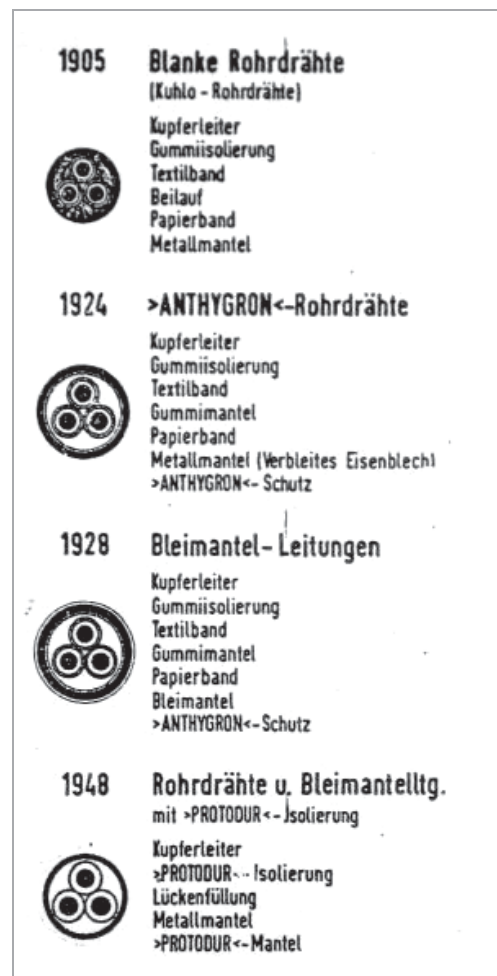 1905 Blanke Rohrdrähte
(Kuhlo - Rohrdrähte)
Kupferleiter
Gummiisolierung
Textilband
Beilauf
Papierband
Metallmantel
1924 >ANTHYGRON<-Rohrdrähte
Kupferleiter
Gummiisolierung
Textilband
Gummimantel
Papierband
Metallmantel (Verbleites Eisenblech)
>ANTHYGRON<- Schutz
1928 Bleimantel- Leitungen
Kupferleiter
Gummiisolierung
Textilband
Gummimantel
Papierband
Bleimantel
>ANTHYGRON<- Schutz
1948 Rohrdrähte u. Bleimantelltg.
mit >PROTODUR<- Isolierung
Kupferleiter
>PROTODUR<- Isolierung
Lückenfüllung
Metallmantel
>PROTODUR<-Mantel